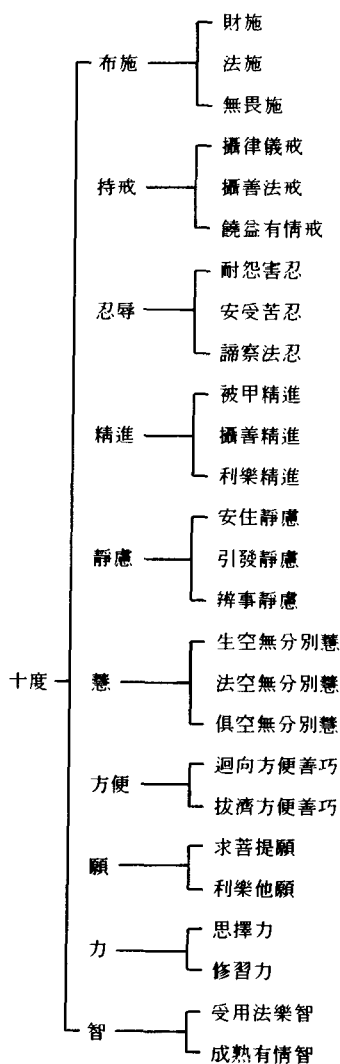 十度
布施
財施
法施
無畏施
持戒
攝律儀戒
攝善法戒
饒益有情戒
忍辱
耐怨害忍
安受苦忍
諦察法忍
精進
被甲精進
攝善精進
利樂精進
靜慮
安住靜慮
引發靜慮
辨事靜慮
慧
生空無分別慧
法空無分別慧
俱空無分別慧
方便
迴向方便善巧
拔濟方便善巧
願
求菩提願
利樂他願
力
思擇力
修習力
智
受用法樂智
成熟有情智